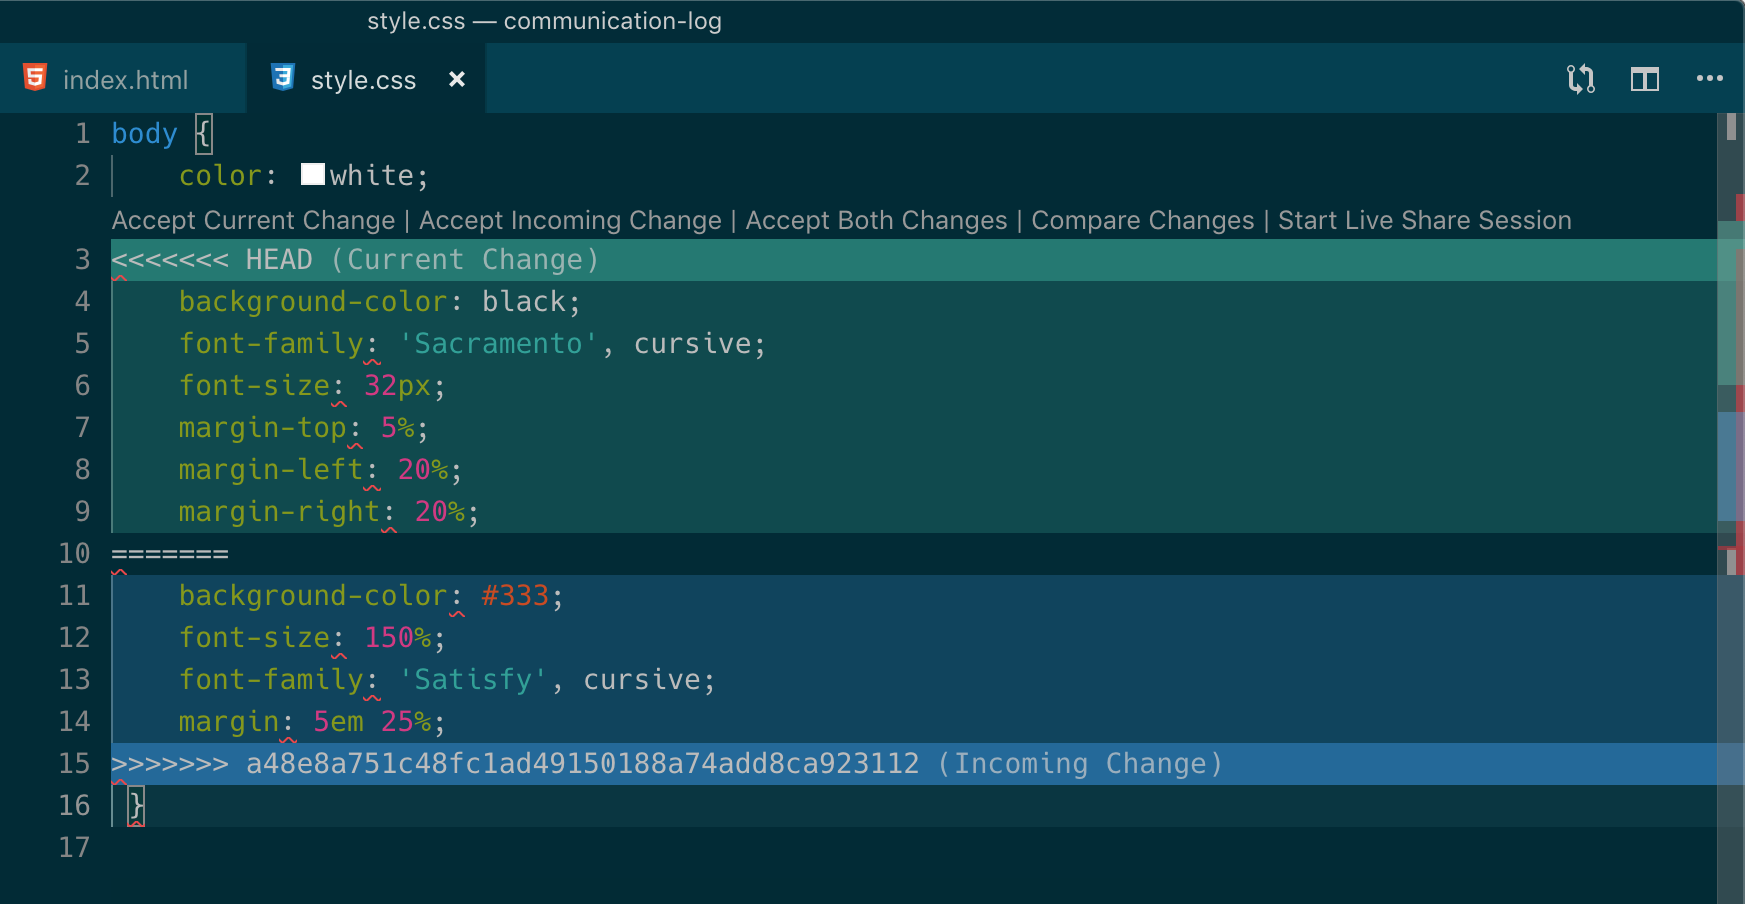 style.css — communication-log
index.html style.css ×
1 body {
2 color: white;
Accept Current Change | Accept Incoming Change | Accept Both Changes | Compare Changes | Start Live Share Session
3 <<<<<<< HEAD (Current Change)
4 background-color: black;
5 font-family: 'Sacramento', cursive;
6 font-size: 32px;
7 margin-top: 5%;
8 margin-left: 20%;
9 margin-right: 20%;
10 =======
11 background-color: #333;
12 font-size: 150%;
13 font-family: 'Satisfy', cursive;
14 margin: 5em 25%;
15 >>>>>>> a48e8a751c48fc1ad49150188a74add8ca923112 (Incoming Change)
16 }
17